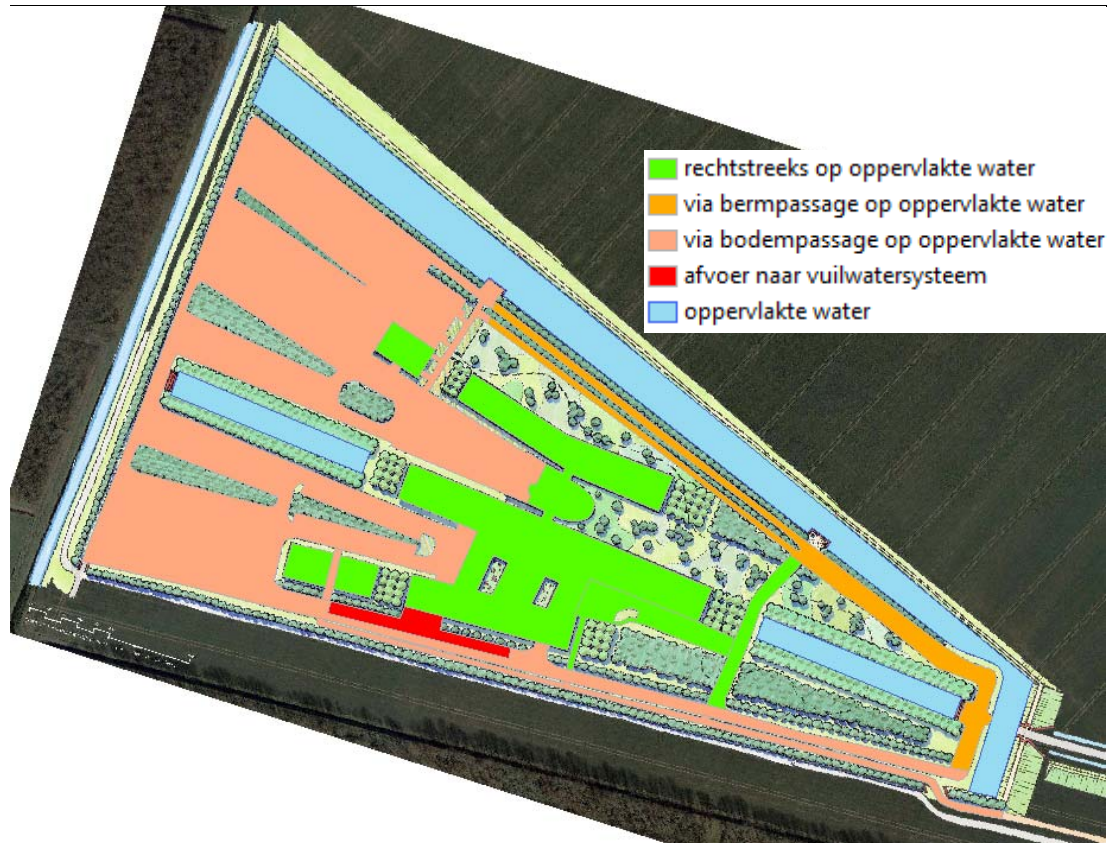 rechtstreeks op oppervlakte water
via bermpassage op oppervlakte water
via bodempassage op oppervlakte water
afvoer naar vuilwatersysteem
oppervlakte water